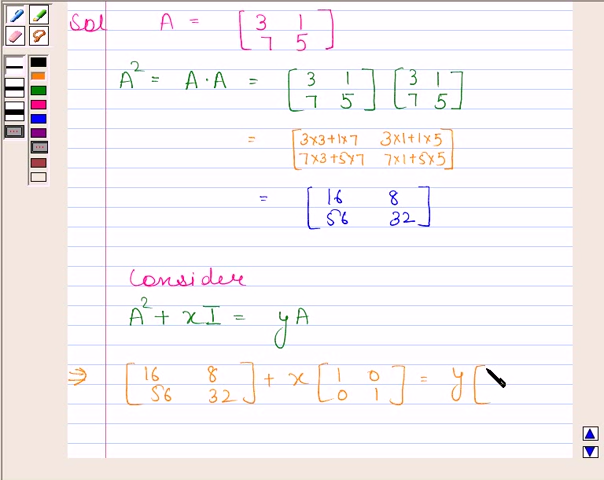 Sol A = [3 1
7 5]
A² = A·A = [3 1 [3 1
7 5] 7 5]
= [3×3+1×7 3×1+1×5
7×3+5×7 7×1+5×5]
= [16 8
56 32]
Consider
A² + xI = yA
⇒ [16 8 + x [1 0 = y [
56 32] 0 1]